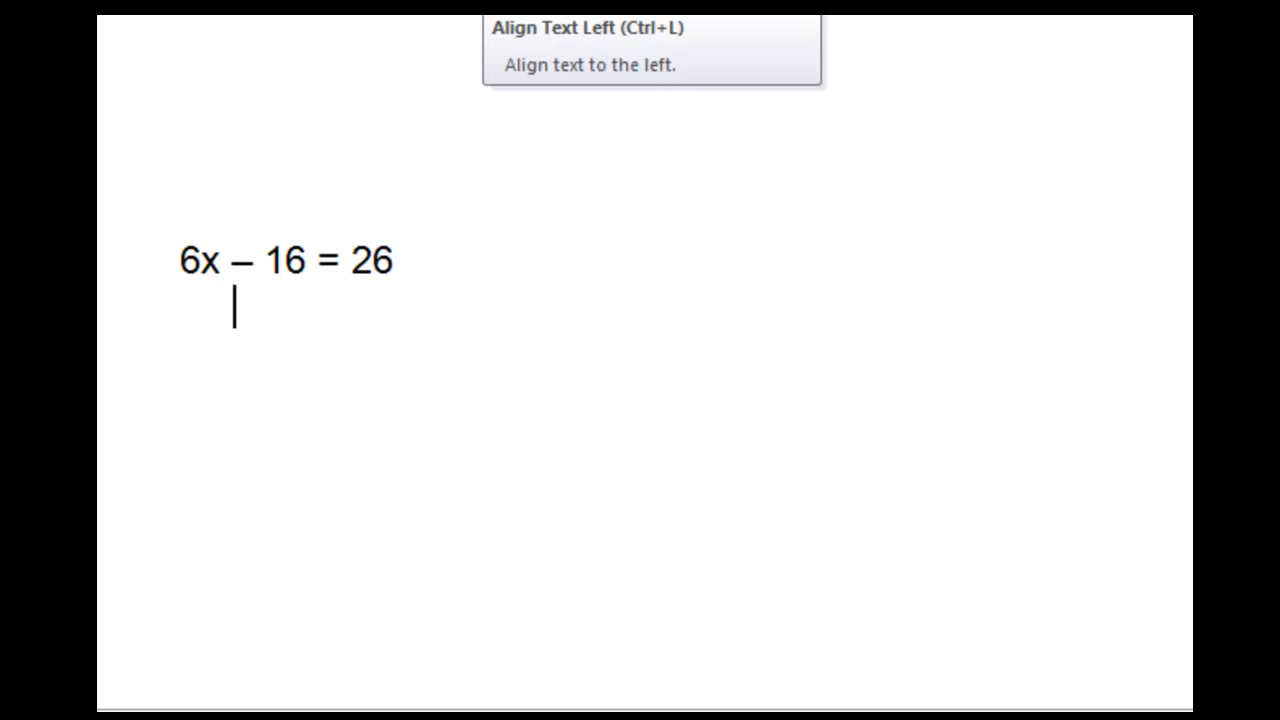 Align Text Left (Ctrl+L)
Align text to the left.
6x – 16 = 26